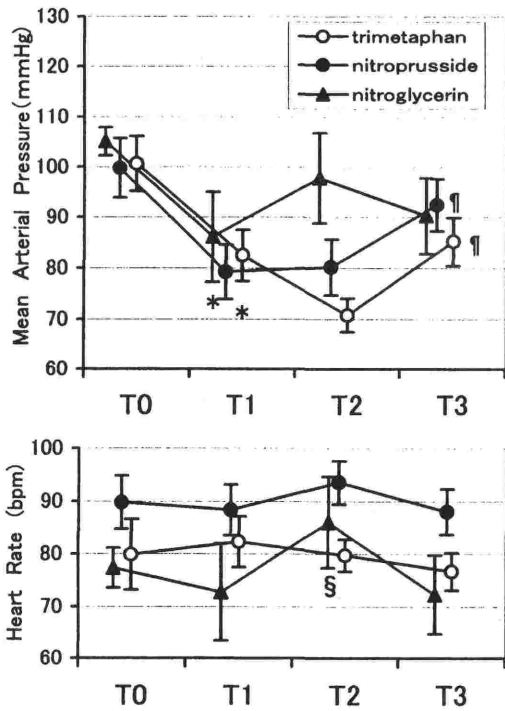 Mean Arterial Pressure (mmHg)
130
120
110
100
90
80
70
60
trimetaphan
nitroprusside
nitroglycerin
¶
¶
*
*
T0 T1 T2 T3
Heart Rate (bpm)
100
90
80
70
60
§
T0 T1 T2 T3